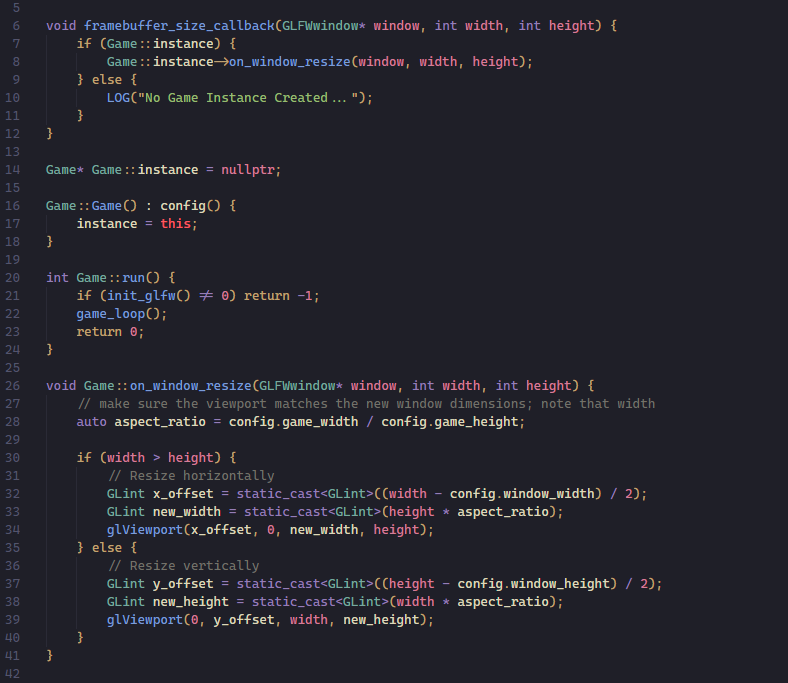 5
6 void framebuffer_size_callback(GLFWwindow* window, int width, int height) {
7     if (Game::instance) {
8         Game::instance->on_window_resize(window, width, height);
9     } else {
10         LOG("No Game Instance Created...");
11     }
12 }
13
14 Game* Game::instance = nullptr;
15
16 Game::Game() : config() {
17     instance = this;
18 }
19
20 int Game::run() {
21     if (init_glfw() != 0) return -1;
22     game_loop();
23     return 0;
24 }
25
26 void Game::on_window_resize(GLFWwindow* window, int width, int height) {
27     // make sure the viewport matches the new window dimensions; note that width
28     auto aspect_ratio = config.game_width / config.game_height;
29
30     if (width > height) {
31         // Resize horizontally
32         GLint x_offset = static_cast<GLint>((width - config.window_width) / 2);
33         GLint new_width = static_cast<GLint>(height * aspect_ratio);
34         glViewport(x_offset, 0, new_width, height);
35     } else {
36         // Resize vertically
37         GLint y_offset = static_cast<GLint>((height - config.window_height) / 2);
38         GLint new_height = static_cast<GLint>(width * aspect_ratio);
39         glViewport(0, y_offset, width, new_height);
40     }
41 }
42